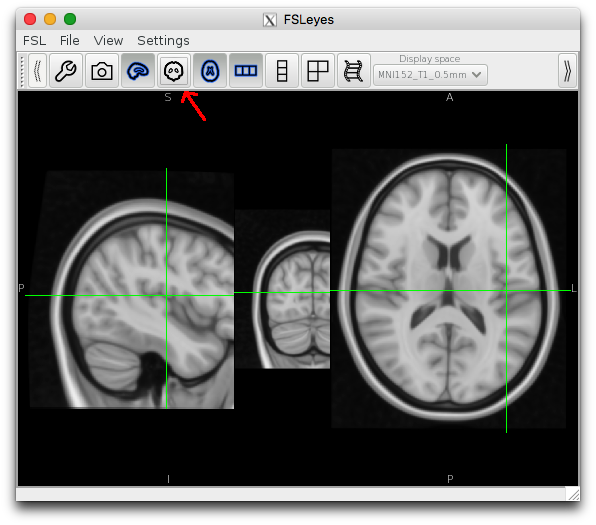 FSLeyes
FSL File View Settings
Display space
MNI152_T1_0.5mm
S A
P L
I P